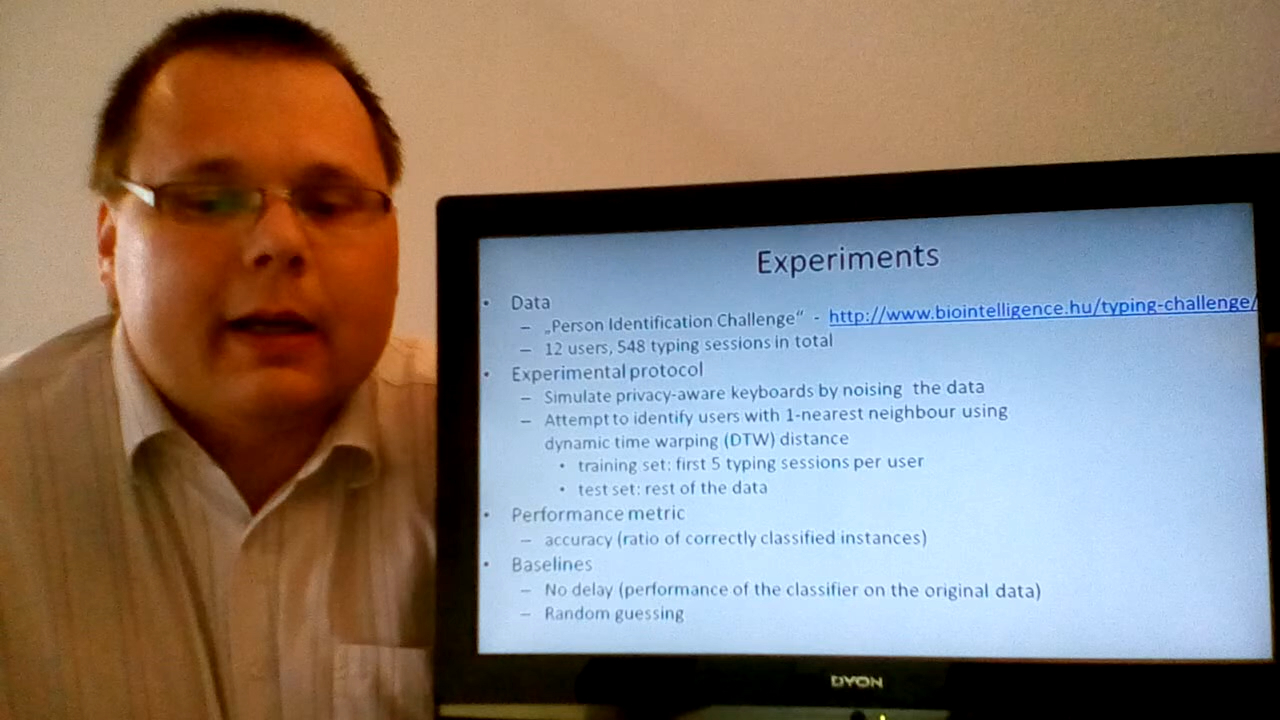 Experiments
• Data
– „Person Identification Challenge“ - http://www.biointelligence.hu/typing-challenge/
– 12 users, 548 typing sessions in total
• Experimental protocol
– Simulate privacy-aware keyboards by noising the data
– Attempt to identify users with 1-nearest neighbour using
dynamic time warping (DTW) distance
• training set: first 5 typing sessions per user
• test set: rest of the data
• Performance metric
– accuracy (ratio of correctly classified instances)
• Baselines
– No delay (performance of the classifier on the original data)
– Random guessing
DYON